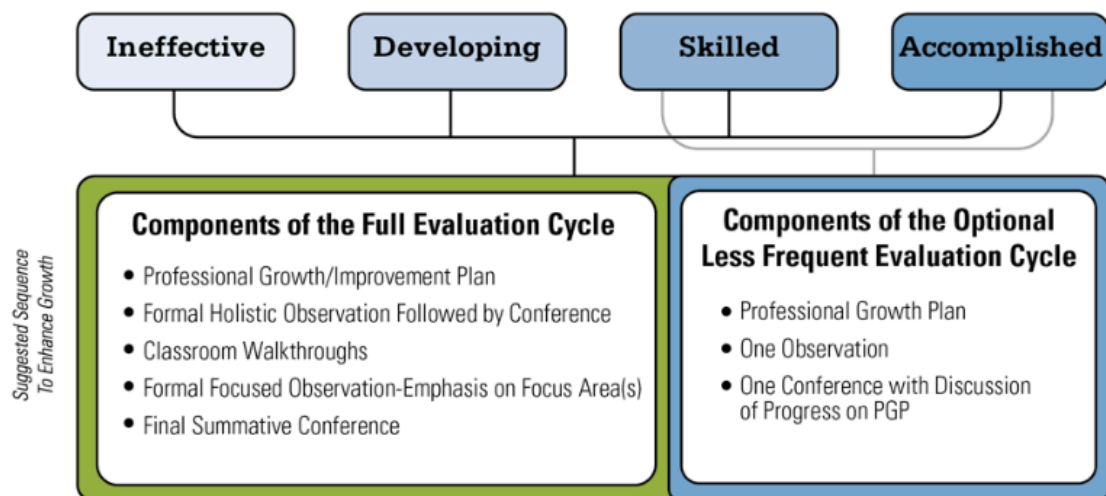 Ineffective
Developing
Skilled
Accomplished
Suggested Sequence
To Enhance Growth
Components of the Full Evaluation Cycle
• Professional Growth/Improvement Plan
• Formal Holistic Observation Followed by Conference
• Classroom Walkthroughs
• Formal Focused Observation-Emphasis on Focus Area(s)
• Final Summative Conference
Components of the Optional
Less Frequent Evaluation Cycle
• Professional Growth Plan
• One Observation
• One Conference with Discussion
of Progress on PGP